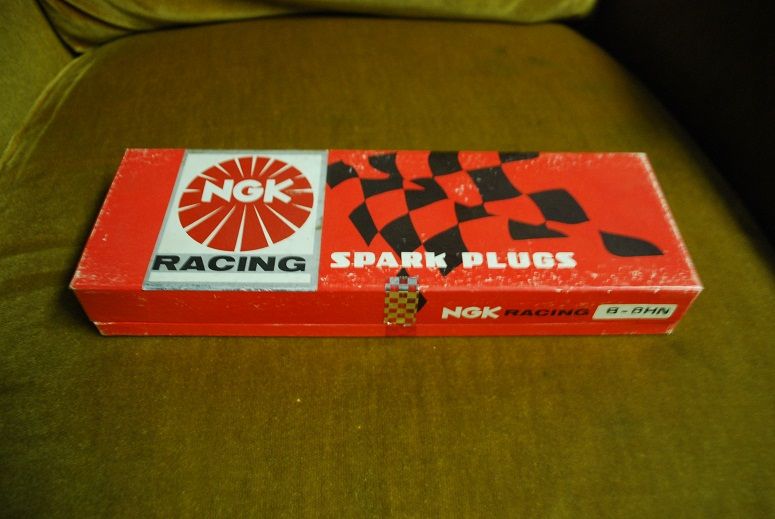 NGK
RACING
SPARK PLUGS
NGK RACING B-8HN